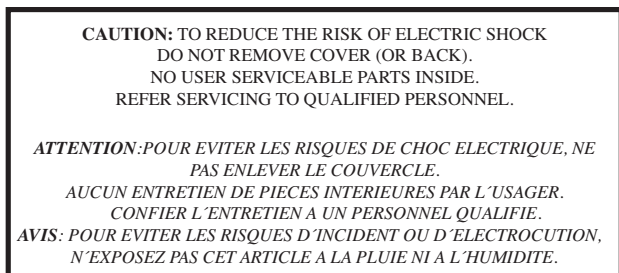 CAUTION: TO REDUCE THE RISK OF ELECTRIC SHOCK
DO NOT REMOVE COVER (OR BACK).
NO USER SERVICEABLE PARTS INSIDE.
REFER SERVICING TO QUALIFIED PERSONNEL.
ATTENTION:POUR EVITER LES RISQUES DE CHOC ELECTRIQUE, NE
PAS ENLEVER LE COUVERCLE.
AUCUN ENTRETIEN DE PIECES INTERIEURES PAR L´USAGER.
CONFIER L´ENTRETIEN A UN PERSONNEL QUALIFIE.
AVIS: POUR EVITER LES RISQUES D´INCIDENT OU D´ELECTROCUTION,
N´EXPOSEZ PAS CET ARTICLE A LA PLUIE NI A L´HUMIDITE.